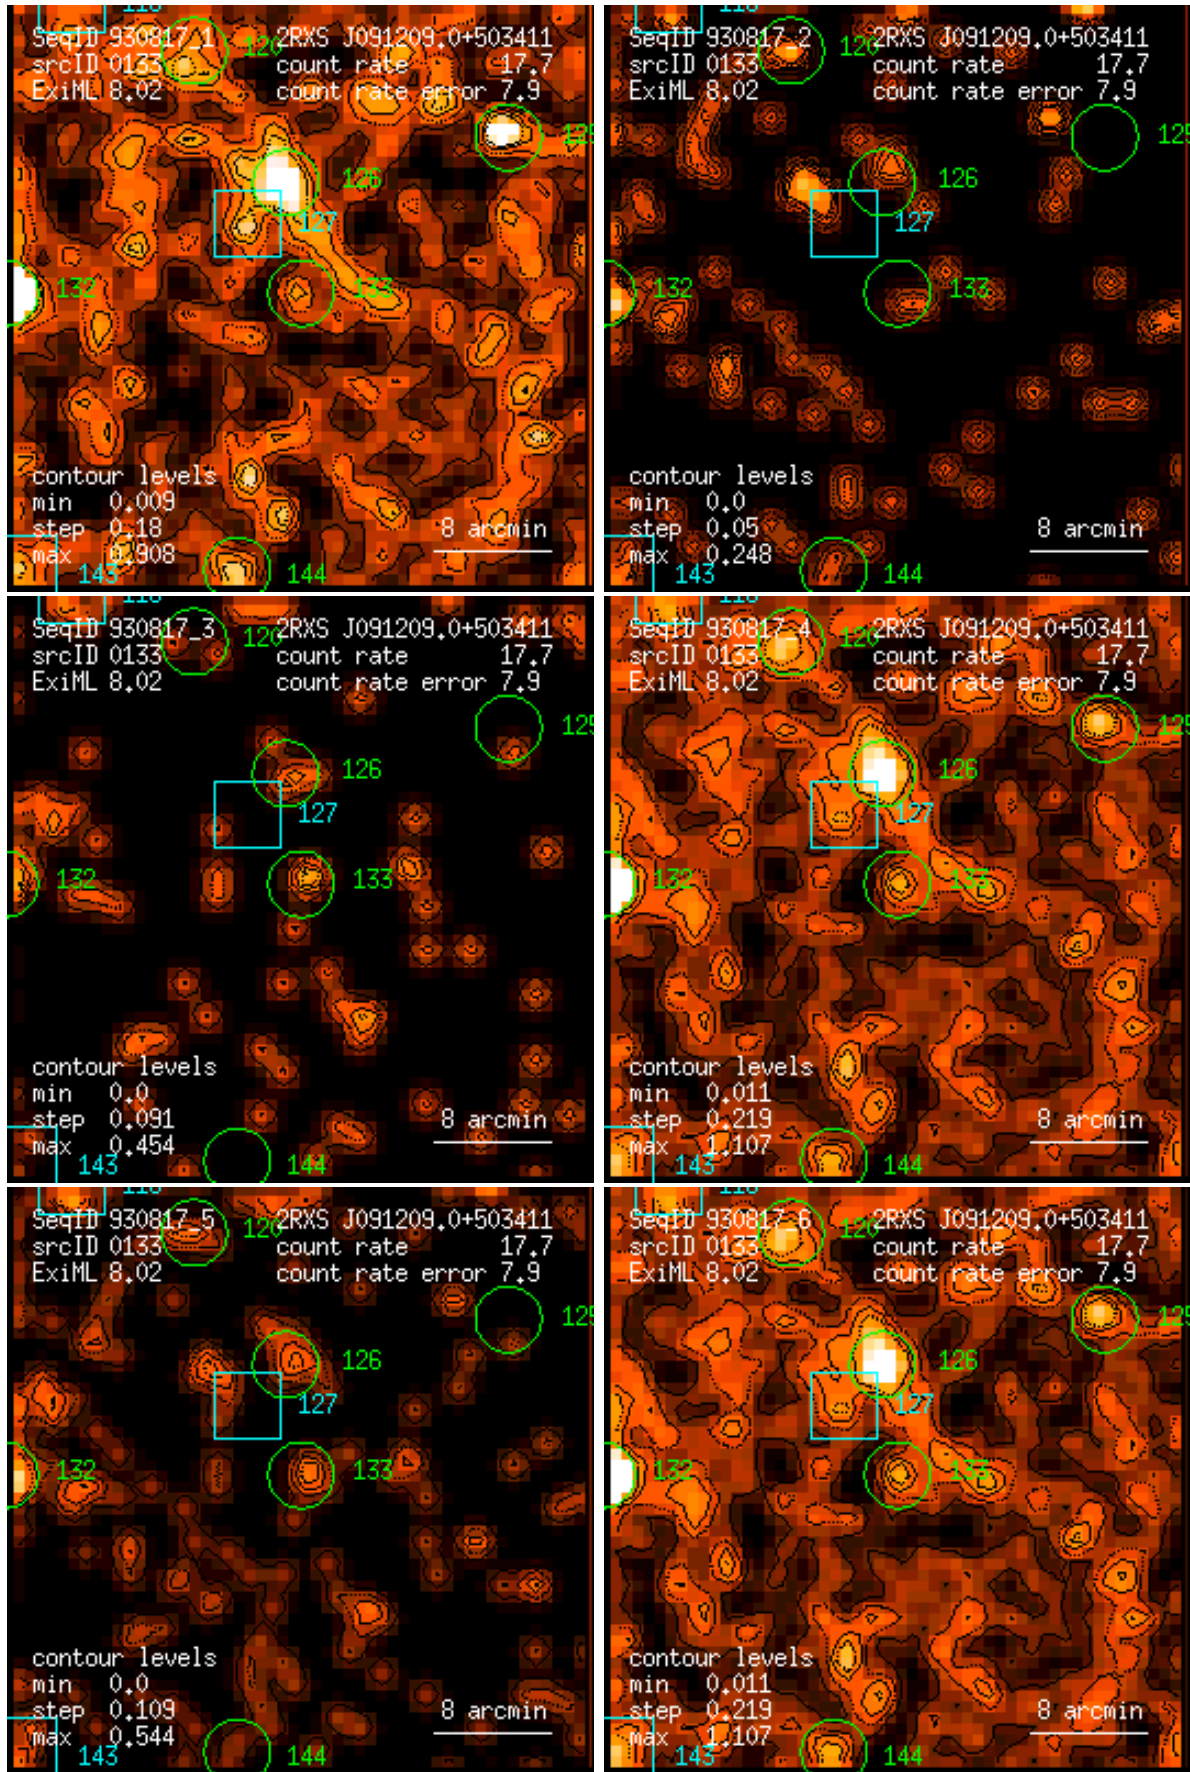 118
SeqID 930817_1 120 2RXS J091209.0+503411
srcID 0133 count rate 17.7
ExiML 8.02 count rate error 7.9
125
126
127
132 133
contour levels
min 0.009
step 0.18
max 0.908
8 arcmin
143 144
118
SeqID 930817_2 120 2RXS J091209.0+503411
srcID 0133 count rate 17.7
ExiML 8.02 count rate error 7.9
125
126
127
132 133
contour levels
min 0.0
step 0.05
max 0.248
8 arcmin
143 144
118
SeqID 930817_3 120 2RXS J091209.0+503411
srcID 0133 count rate 17.7
ExiML 8.02 count rate error 7.9
125
126
127
132 133
contour levels
min 0.0
step 0.091
max 0.454
8 arcmin
143 144
118
SeqID 930817_4 120 2RXS J091209.0+503411
srcID 0133 count rate 17.7
ExiML 8.02 count rate error 7.9
125
126
127
132 133
contour levels
min 0.011
step 0.219
max 1.107
8 arcmin
143 144
118
SeqID 930817_5 120 2RXS J091209.0+503411
srcID 0133 count rate 17.7
ExiML 8.02 count rate error 7.9
125
126
127
132 133
contour levels
min 0.0
step 0.109
max 0.544
8 arcmin
143 144
118
SeqID 930817_6 120 2RXS J091209.0+503411
srcID 0133 count rate 17.7
ExiML 8.02 count rate error 7.9
125
126
127
132 133
contour levels
min 0.011
step 0.219
max 1.107
8 arcmin
143 144